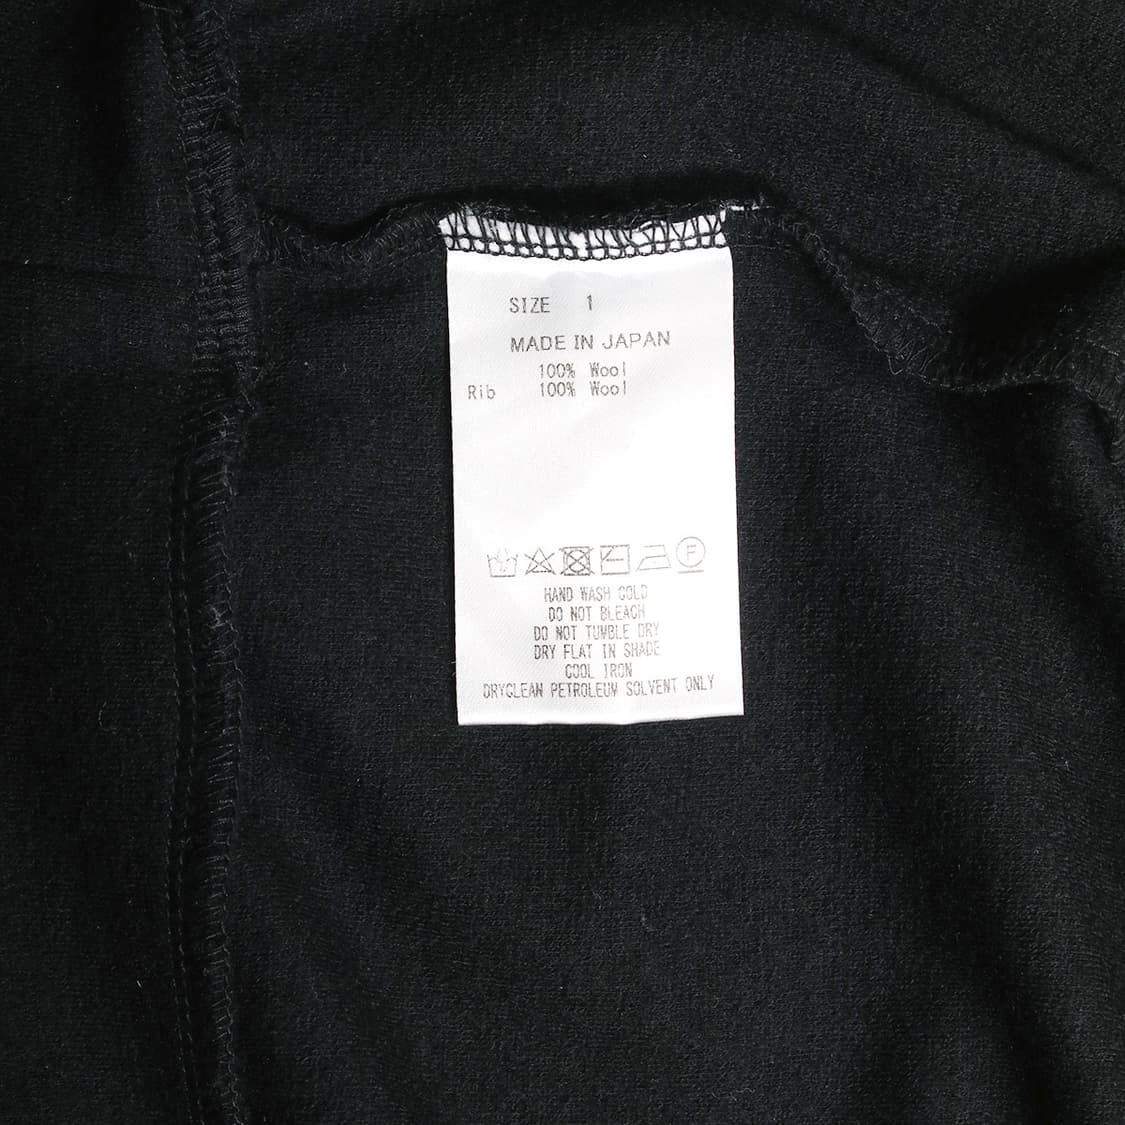 SIZE 1
MADE IN JAPAN
100% Wool
Rib 100% Wool
F
HAND WASH COLD
DO NOT BLEACH
DO NOT TUMBLE DRY
DRY FLAT IN SHADE
COOL IRON
DRYCLEAN PETROLEUM SOLVENT ONLY